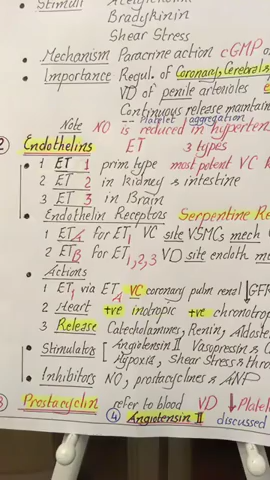 • Stimuli Acetylcholin
Bradykinin
Shear Stress
• Mechanism Paracrine action cGMP o
• Importance Regul. of Coronary, Cerebral,
VD of penile arterioles
Continuous release maintai
-- Platelet aggregation
Note NO is reduced in hyperten
2 Endothelins ET 3 types
• 1 ET 1 prim type most potent VC k
2 ET 2 in kidney & intestine
3 ET 3 in Brain
• Endothelin Receptors Serpentine Re
1 ETA for ET1 VC site VSMCs mech
2 ETB for ET1,2,3 VD site endoth m
• Actions
1 ET1 via ETA VC coronary pulm renal ↓GFR
2 Heart +ve inotropic +ve chronotrop
3 Release Catecholamines, Renin, Aldoste
• Stimulators [ Angiotensin II Vasopressin &
Hypoxia, Shear Stress & thro
• Inhibitors NO, prostacyclines & ANP
3 Prostacyclin refer to blood VD ↓Platel
4 Angiotensin II discussed